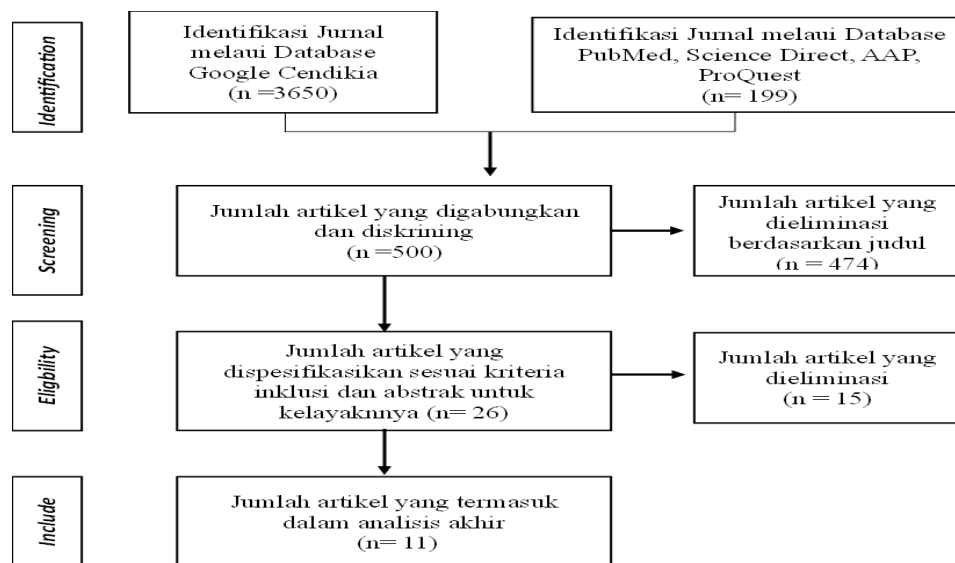 Identification
Identifikasi Jurnal
melaui Database
Google Cendikia
(n =3650)
Identifikasi Jurnal melaui Database
PubMed, Science Direct, AAP,
ProQuest
(n= 199)
Screening
Jumlah artikel yang digabungkan
dan diskrining
(n =500)
Jumlah artikel yang
dieliminasi
berdasarkan judul
(n = 474)
Eligbility
Jumlah artikel yang
dispesifikasikan sesuai kriteria
inklusi dan abstrak untuk
kelayaknnya (n= 26)
Jumlah artikel yang
dieliminasi
(n = 15)
Include
Jumlah artikel yang termasuk
dalam analisis akhir
(n= 11)